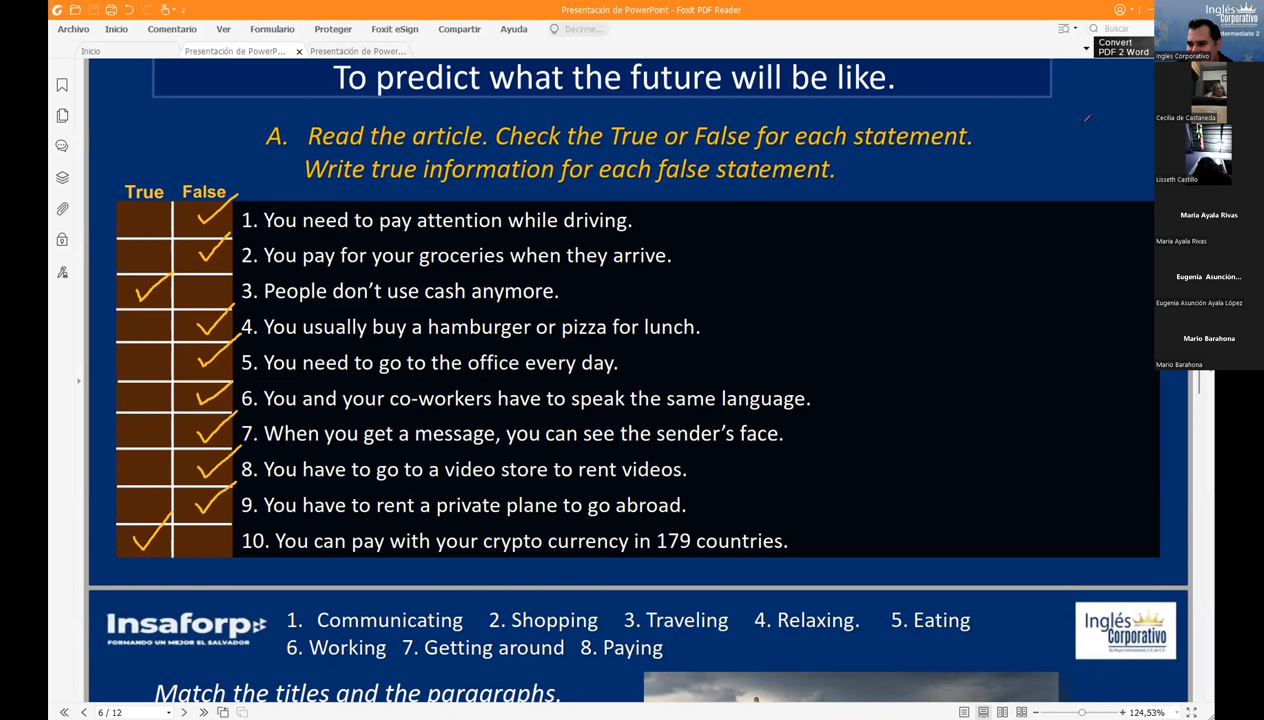 Presentación de PowerPoint - Foxit PDF Reader
Archivo Inicio Comentario Ver Formulario Proteger Foxit eSign Compartir Ayuda Decirme... Buscar
Inicio Presentación de PowerP... Presentación de Power...
Convert
PDF 2 Word
Inglés
Corporativo
Intermediate 2
Ingles Corporativo
Cecilia de Castaneda
Lisseth Castillo
Maria Ayala Rivas
Maria Ayala Rivas
Eugenia Asunción...
Eugenia Asunción Ayala López
Mario Barahona
Mario Barahona
To predict what the future will be like.
A. Read the article. Check the True or False for each statement.
Write true information for each false statement.
True False
1. You need to pay attention while driving.
2. You pay for your groceries when they arrive.
3. People don’t use cash anymore.
4. You usually buy a hamburger or pizza for lunch.
5. You need to go to the office every day.
6. You and your co-workers have to speak the same language.
7. When you get a message, you can see the sender’s face.
8. You have to go to a video store to rent videos.
9. You have to rent a private plane to go abroad.
10. You can pay with your crypto currency in 179 countries.
Insaforp
FORMANDO UN MEJOR EL SALVADOR
1. Communicating 2. Shopping 3. Traveling 4. Relaxing. 5. Eating
6. Working 7. Getting around 8. Paying
Inglés
Corporativo
Match the titles and the paragraphs.
6 / 12
124,53%